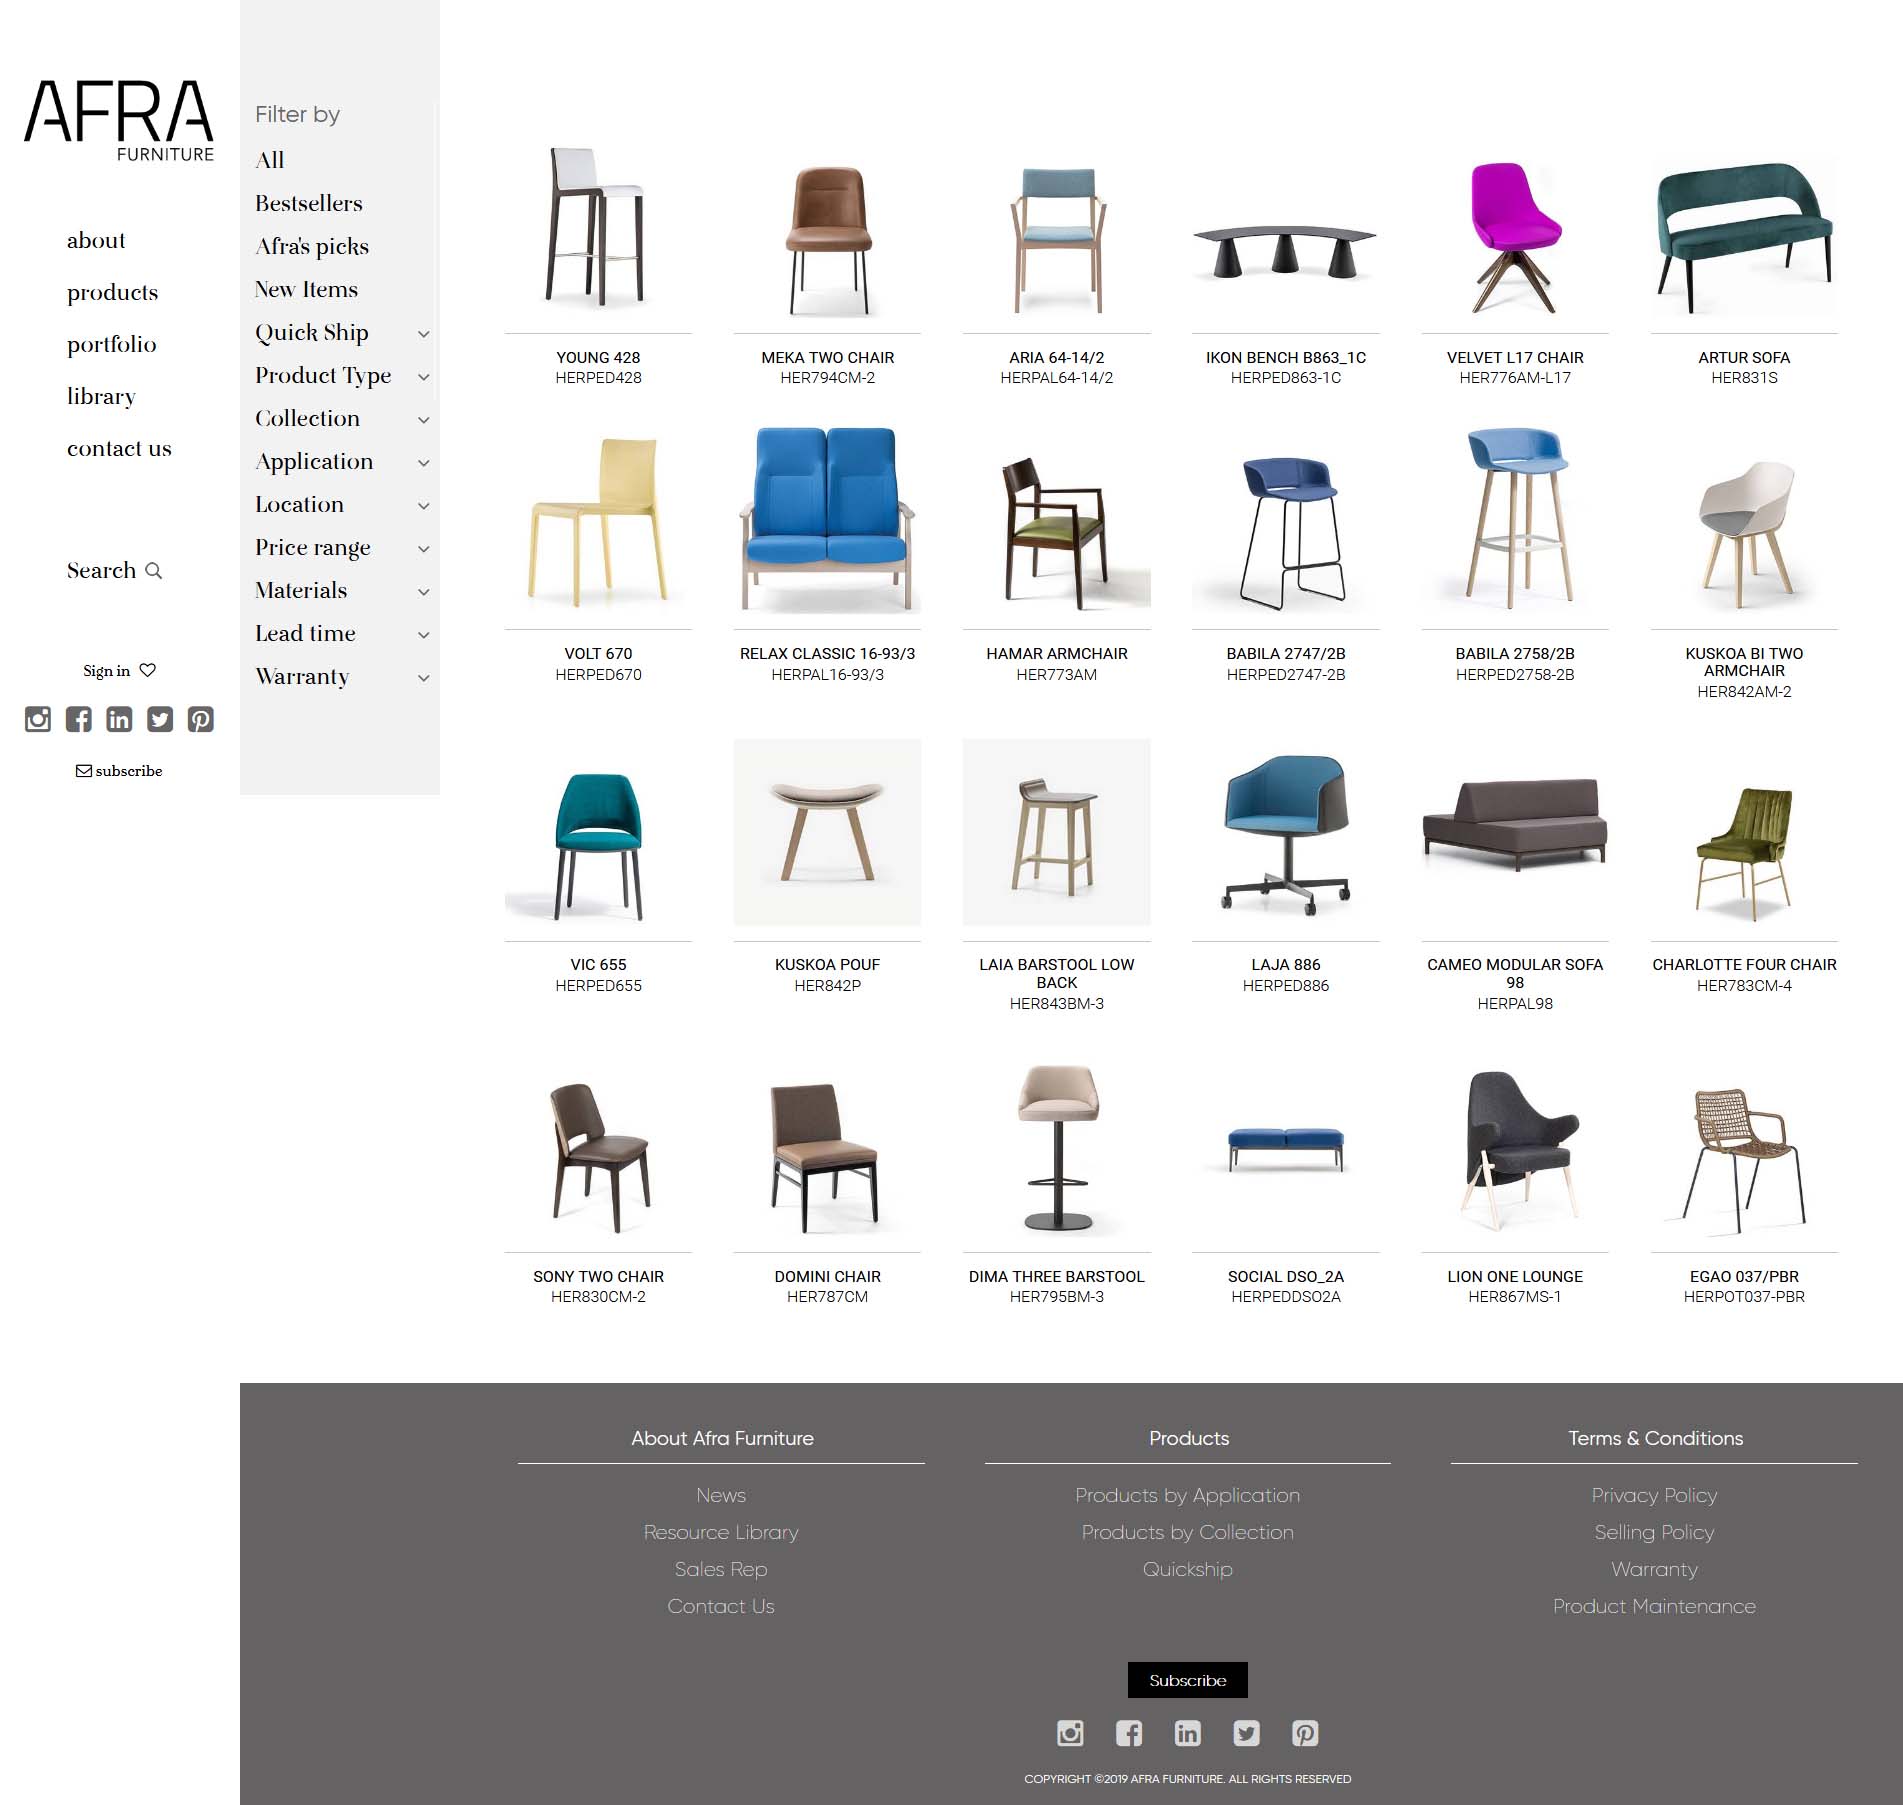 AFRA
FURNITURE
about
products
portfolio
library
contact us
Search
Sign in
subscribe
Filter by
All
Bestsellers
Afra's picks
New Items
Quick Ship
Product Type
Collection
Application
Location
Price range
Materials
Lead time
Warranty
YOUNG 428
HERPED428
MEKA TWO CHAIR
HER794CM-2
ARIA 64-14/2
HERPAL64-14/2
IKON BENCH B863_1C
HERPED863-1C
VELVET L17 CHAIR
HER776AM-L17
ARTUR SOFA
HER831S
VOLT 670
HERPED670
RELAX CLASSIC 16-93/3
HERPAL16-93/3
HAMAR ARMCHAIR
HER773AM
BABILA 2747/2B
HERPED2747-2B
BABILA 2758/2B
HERPED2758-2B
KUSKOA BI TWO
ARMCHAIR
HER842AM-2
VIC 655
HERPED655
KUSKOA POUF
HER842P
LAIA BARSTOOL LOW
BACK
HER843BM-3
LAJA 886
HERPED886
CAMEO MODULAR SOFA
98
HERPAL98
CHARLOTTE FOUR CHAIR
HER783CM-4
SONY TWO CHAIR
HER830CM-2
DOMINI CHAIR
HER787CM
DIMA THREE BARSTOOL
HER795BM-3
SOCIAL DSO_2A
HERPEDDSO2A
LION ONE LOUNGE
HER867MS-1
EGAO 037/PBR
HERPOT037-PBR
About Afra Furniture
News
Resource Library
Sales Rep
Contact Us
Products
Products by Application
Products by Collection
Quickship
Terms & Conditions
Privacy Policy
Selling Policy
Warranty
Product Maintenance
Subscribe
COPYRIGHT ©2019 AFRA FURNITURE. ALL RIGHTS RESERVED